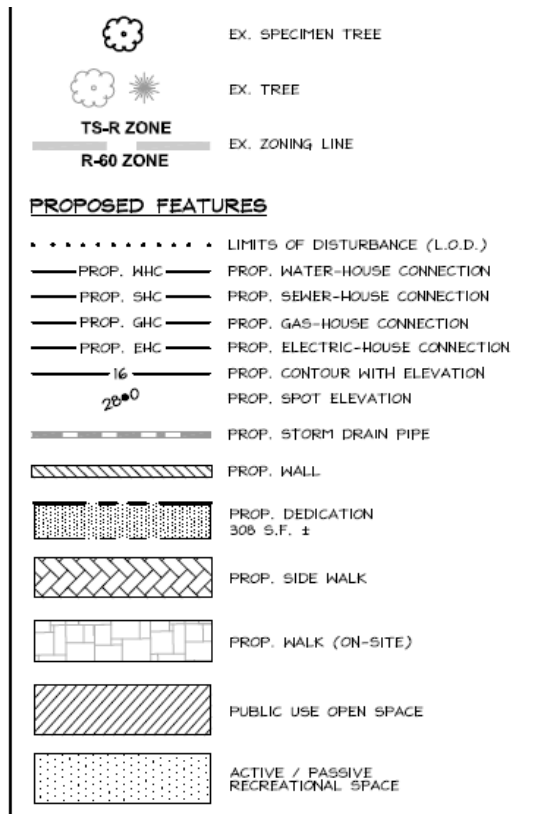 EX. SPECIMEN TREE
EX. TREE
TS-R ZONE
R-60 ZONE
EX. ZONING LINE
PROPOSED FEATURES
LIMITS OF DISTURBANCE (L.O.D.)
PROP. WHC PROP. WATER-HOUSE CONNECTION
PROP. SHC PROP. SEWER-HOUSE CONNECTION
PROP. GHC PROP. GAS-HOUSE CONNECTION
PROP. EHC PROP. ELECTRIC-HOUSE CONNECTION
16 PROP. CONTOUR WITH ELEVATION
28●0 PROP. SPOT ELEVATION
PROP. STORM DRAIN PIPE
PROP. WALL
PROP. DEDICATION
308 S.F. ±
PROP. SIDE WALK
PROP. WALK (ON-SITE)
PUBLIC USE OPEN SPACE
ACTIVE / PASSIVE
RECREATIONAL SPACE